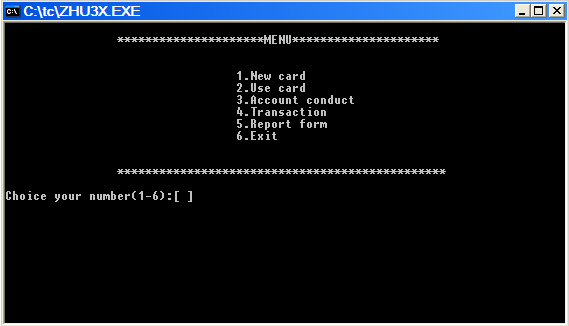 C:\tc\ZHU3X.EXE
*********************MENU*********************
1.New card
2.Use card
3.Account conduct
4.Transaction
5.Report form
6.Exit
***********************************************
Choice your number(1-6):[ ]